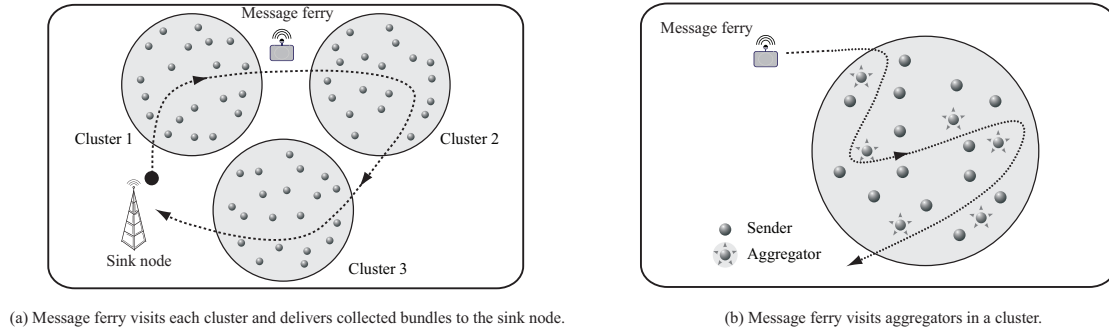 Message ferry
Cluster 1
Cluster 2
Sink node
Cluster 3
(a) Message ferry visits each cluster and delivers collected bundles to the sink node.
Message ferry
Sender
Aggregator
(b) Message ferry visits aggregators in a cluster.